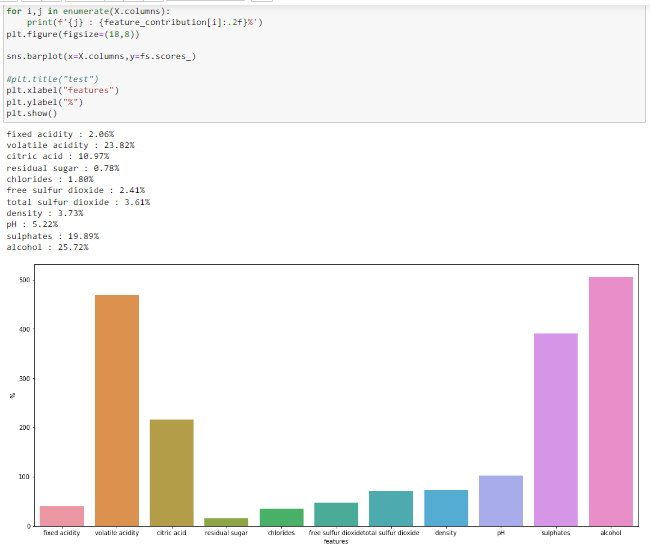 for i,j in enumerate(X.columns):
    print(f'{j} : {feature_contribution[i]:.2f}%')
plt.figure(figsize=(18,8))
sns.barplot(x=X.columns,y=fs.scores_)
#plt.title("test")
plt.xlabel("features")
plt.ylabel("%")
plt.show()
fixed acidity : 2.06%
volatile acidity : 23.82%
citric acid : 10.97%
residual sugar : 0.78%
chlorides : 1.80%
free sulfur dioxide : 2.41%
total sulfur dioxide : 3.61%
density : 3.73%
pH : 5.22%
sulphates : 19.89%
alcohol : 25.72%
500
400
300
200
100
0
%
fixed acidity volatile acidity citric acid residual sugar chlorides free sulfur dioxide total sulfur dioxide density pH sulphates alcohol
features